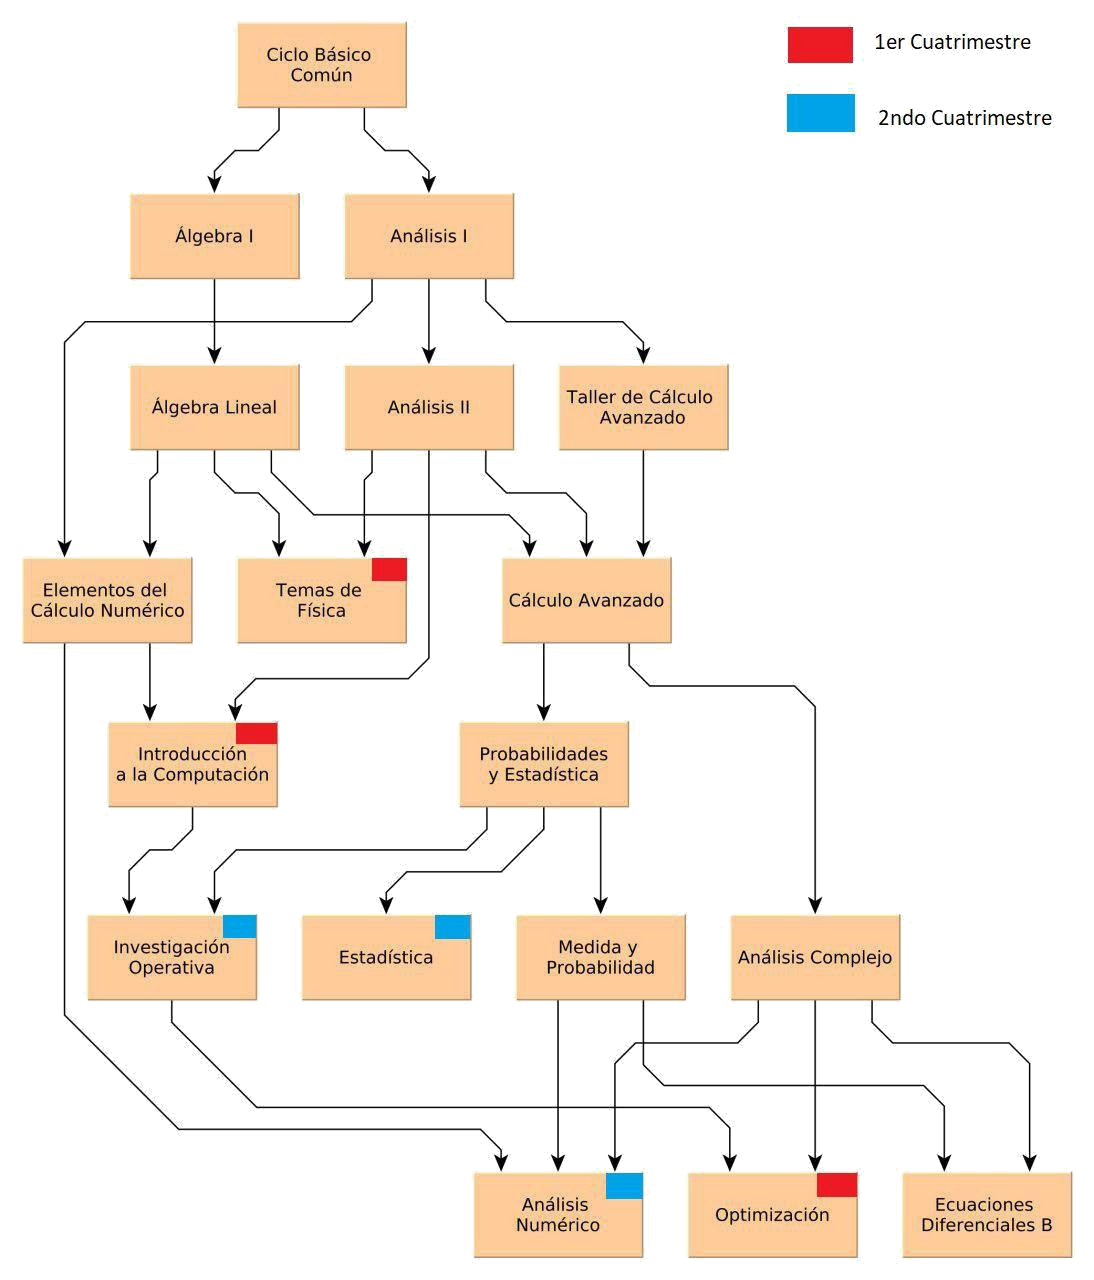 Ciclo Básico
Común
1er Cuatrimestre
2ndo Cuatrimestre
Álgebra I
Análisis I
Álgebra Lineal
Análisis II
Taller de Cálculo
Avanzado
Elementos del
Cálculo Numérico
Temas de
Física
Cálculo Avanzado
Introducción
a la Computación
Probabilidades
y Estadística
Investigación
Operativa
Estadística
Medida y
Probabilidad
Análisis Complejo
Análisis
Numérico
Optimización
Ecuaciones
Diferenciales B